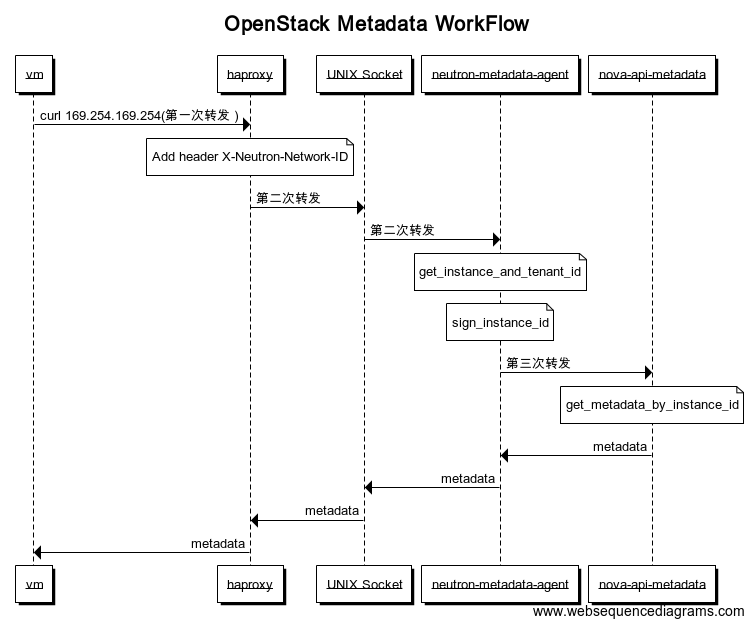 OpenStack Metadata WorkFlow
vm haproxy UNIX Socket neutron-metadata-agent nova-api-metadata
curl 169.254.169.254(第一次转发 )
Add header X-Neutron-Network-ID
第二次转发
第二次转发
get_instance_and_tenant_id
sign_instance_id
第三次转发
get_metadata_by_instance_id
metadata
metadata
metadata
metadata
vm haproxy UNIX Socket neutron-metadata-agent nova-api-metadata
www.websequencediagrams.com